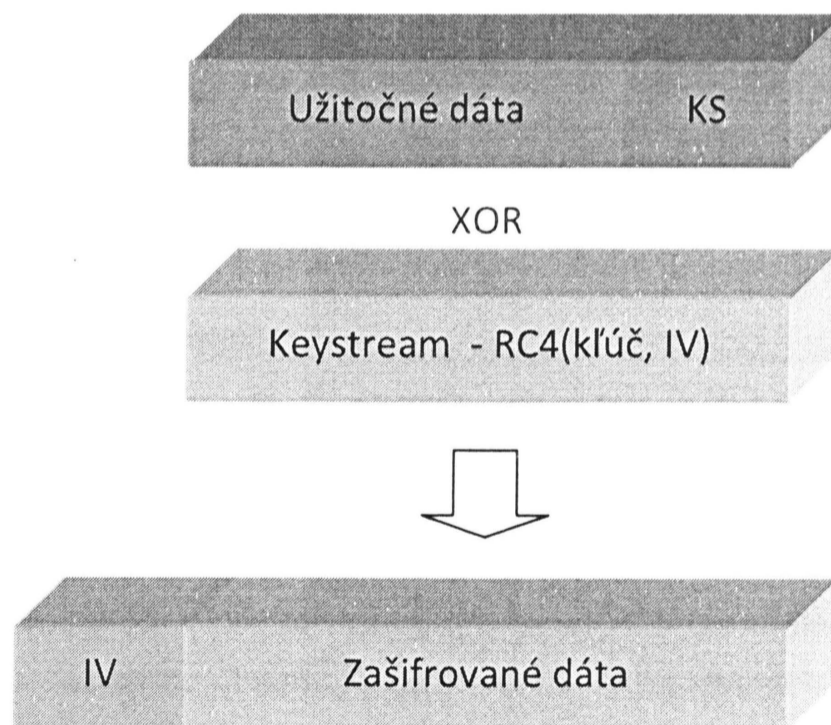 Užitočné dáta KS
XOR
Keystream - RC4(kľúč, IV)
IV Zašifrované dáta